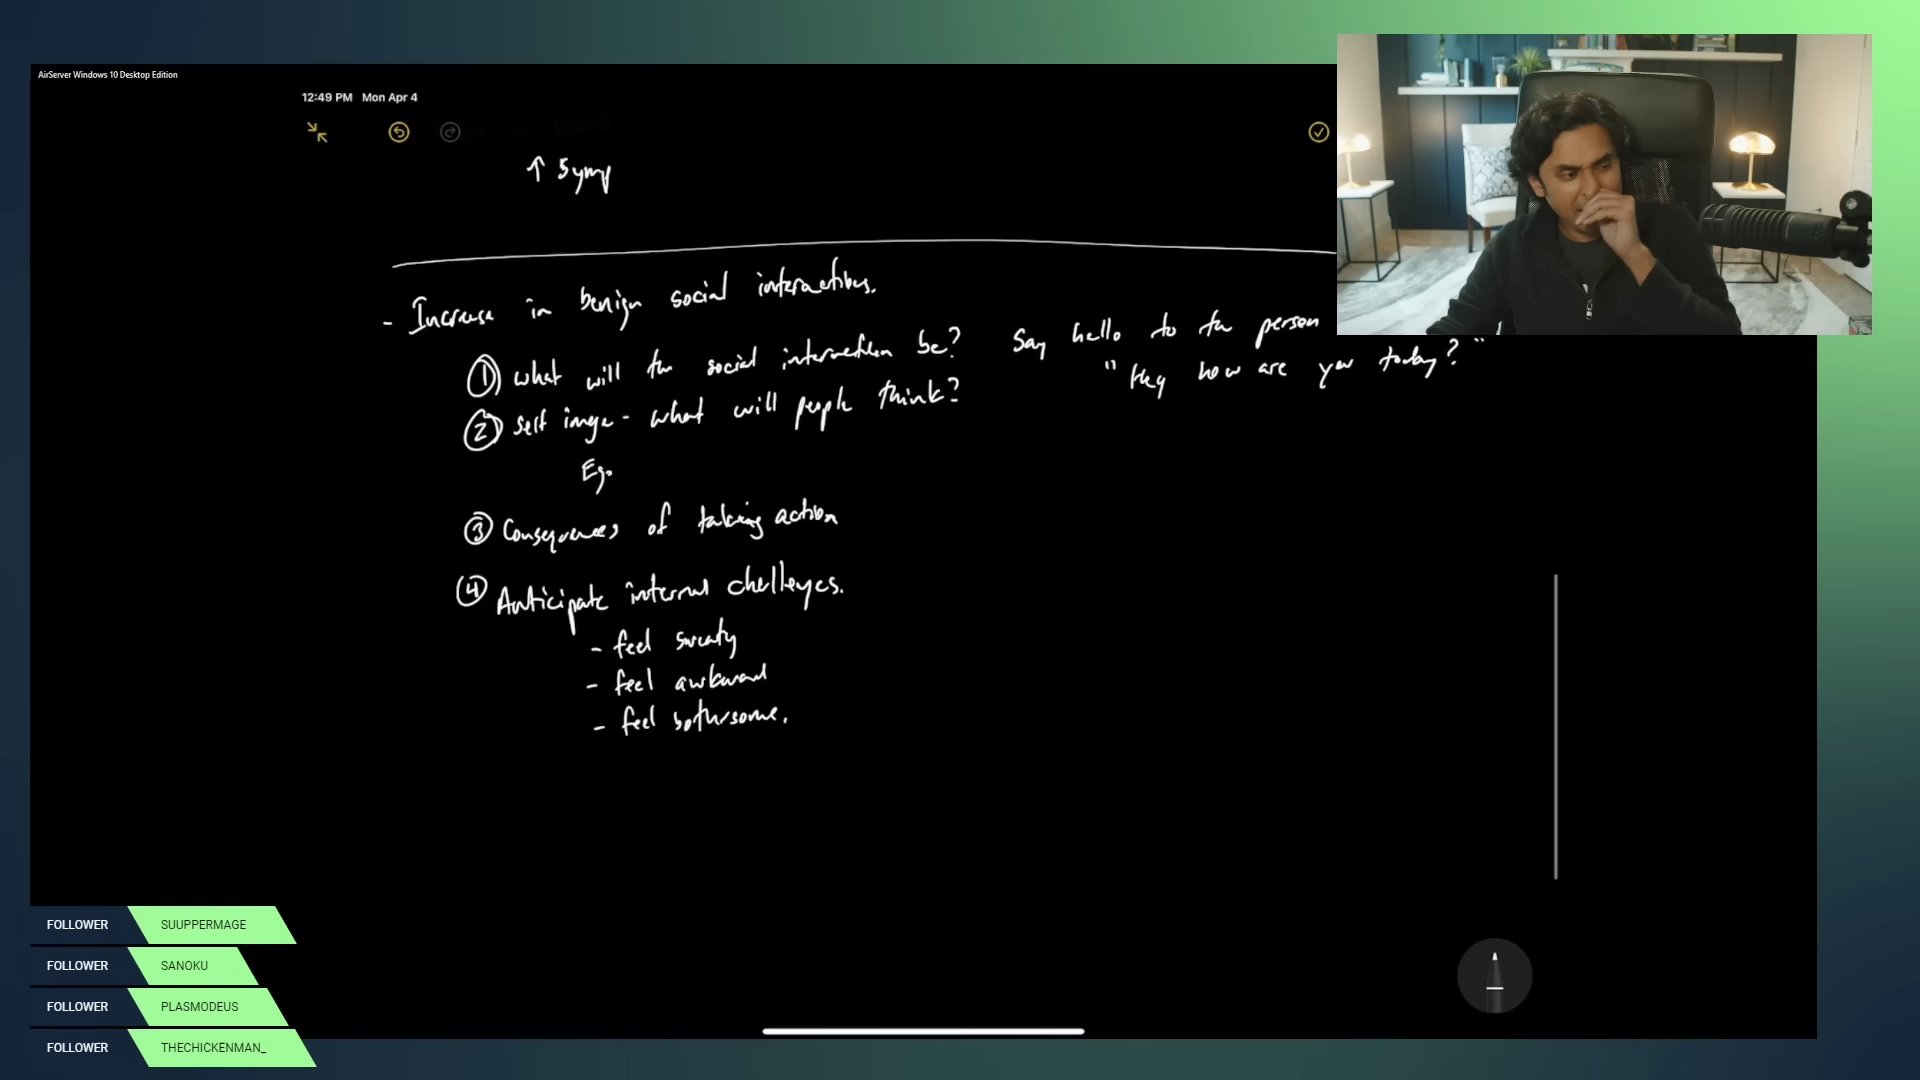 AirServer Windows 10 Desktop Edition
12:49 PM Mon Apr 4
↑ Symp
- Increase in benign social interactions.
① What will the social interaction be? Say hello to the person
"Hey how are you today?"
② Self image - what will people think?
Eg.
③ Consequences of taking action
④ Anticipate internal challenges.
- feel sweaty
- feel awkward
- feel bothersome.
FOLLOWER SUUPPERMAGE
FOLLOWER SANOKU
FOLLOWER PLASMODEUS
FOLLOWER THECHICKENMAN_